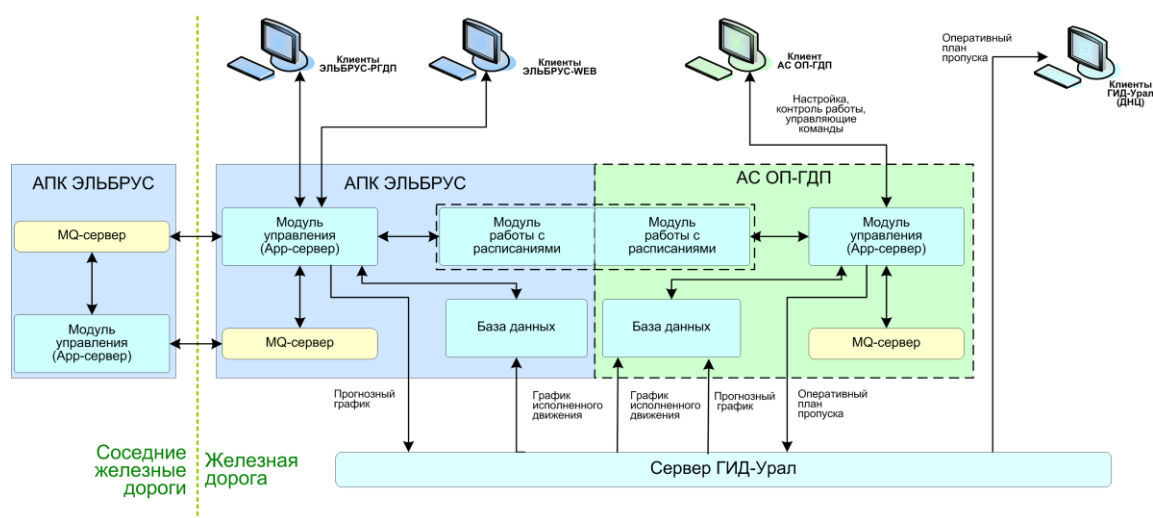 Клиенты
ЭЛЬБРУС-РГДП
Клиенты
ЭЛЬБРУС-WEB
Клиент
АС ОП-ГДП
Оперативный
план
пропуска
Клиенты
ГИД-Урал
(ДНЦ)
Настройка,
контроль работы,
управляющие
команды
АПК ЭЛЬБРУС
АПК ЭЛЬБРУС
АС ОП-ГДП
MQ-сервер
Модуль
управления
(App-сервер)
Модуль
работы с
расписаниями
Модуль
работы с
расписаниями
Модуль
управления
(App-сервер)
Модуль
управления
(App-сервер)
MQ-сервер
База данных
База данных
MQ-сервер
Прогнозный
график
График
исполненного
движения
График
исполненного
движения
Прогнозный
график
Оперативный
план
пропуска
Соседние
железные
дороги
Железная
дорога
Сервер ГИД-Урал